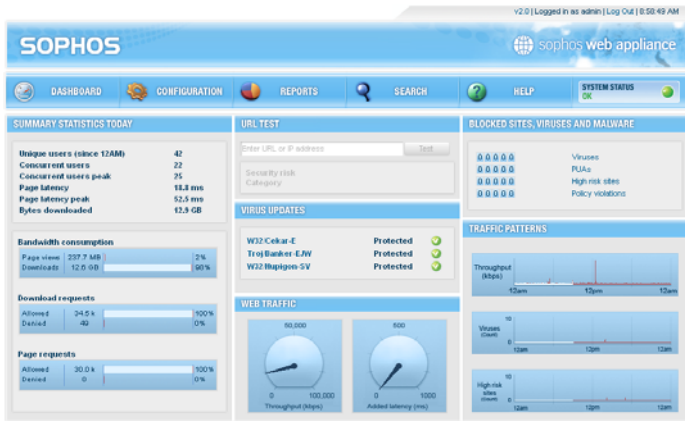 v2.0 | Logged in as admin | Log Out | 8:50:49 AM
SOPHOS
sophos web appliance
DASHBOARD
CONFIGURATION
REPORTS
SEARCH
HELP
SYSTEM STATUS
OK
SUMMARY STATISTICS TODAY
Unique users (since 12AM) 42
Concurrent users 22
Concurrent users peak 25
Page latency 18.8 ms
Page latency peak 52.5 ms
Bytes downloaded 12.9 GB
Bandwidth consumption
Page views 237.7 MB 2%
Downloads 12.6 GB 98%
Download requests
Allowed 34.5 k 100%
Denied 49 0%
Page requests
Allowed 30.0 k 100%
Denied 0 0%
URL TEST
Enter URL or IP address Test
Security risk
Category
VIRUS UPDATES
W32/Cekar-E Protected
Troj/Banker-EJW Protected
W32/Hupigon-SV Protected
WEB TRAFFIC
50,000
0 100,000
Throughput (kbps)
500
0 1000
Added latency (ms)
BLOCKED SITES, VIRUSES AND MALWARE
00000 Viruses
00000 PUAs
00000 High risk sites
00000 Policy violations
TRAFFIC PATTERNS
Throughput
(kbps)
12am 12pm 12am
10
Viruses
(Count)
0
12am 12pm 12am
10
High risk
sites
(Count)
0
12am 12pm 12am